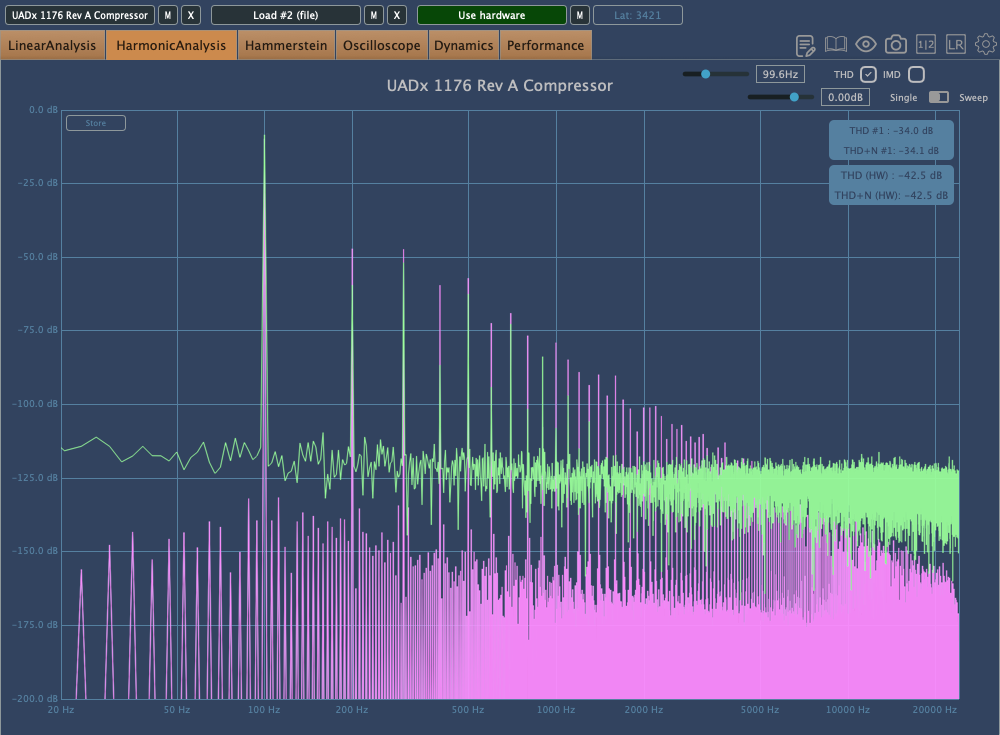 UADx 1176 Rev A Compressor M X Load #2 (file) M X Use hardware M Lat: 3421
LinearAnalysis HarmonicAnalysis Hammerstein Oscilloscope Dynamics Performance 1|2 LR
99.6Hz THD IMD
UADx 1176 Rev A Compressor
0.00dB Single Sweep
0.0 dB
Store
THD #1 : -34.0 dB
THD+N #1: -34.1 dB
THD (HW) : -42.5 dB
-25.0 dB
THD+N (HW): -42.5 dB
-50.0 dB
-75.0 dB
-100.0 dB
-125.0 dB
-150.0 dB
-175.0 dB
-200.0 dB
20 Hz 50 Hz 100 Hz 200 Hz 500 Hz 1000 Hz 2000 Hz 5000 Hz 10000 Hz 20000 Hz